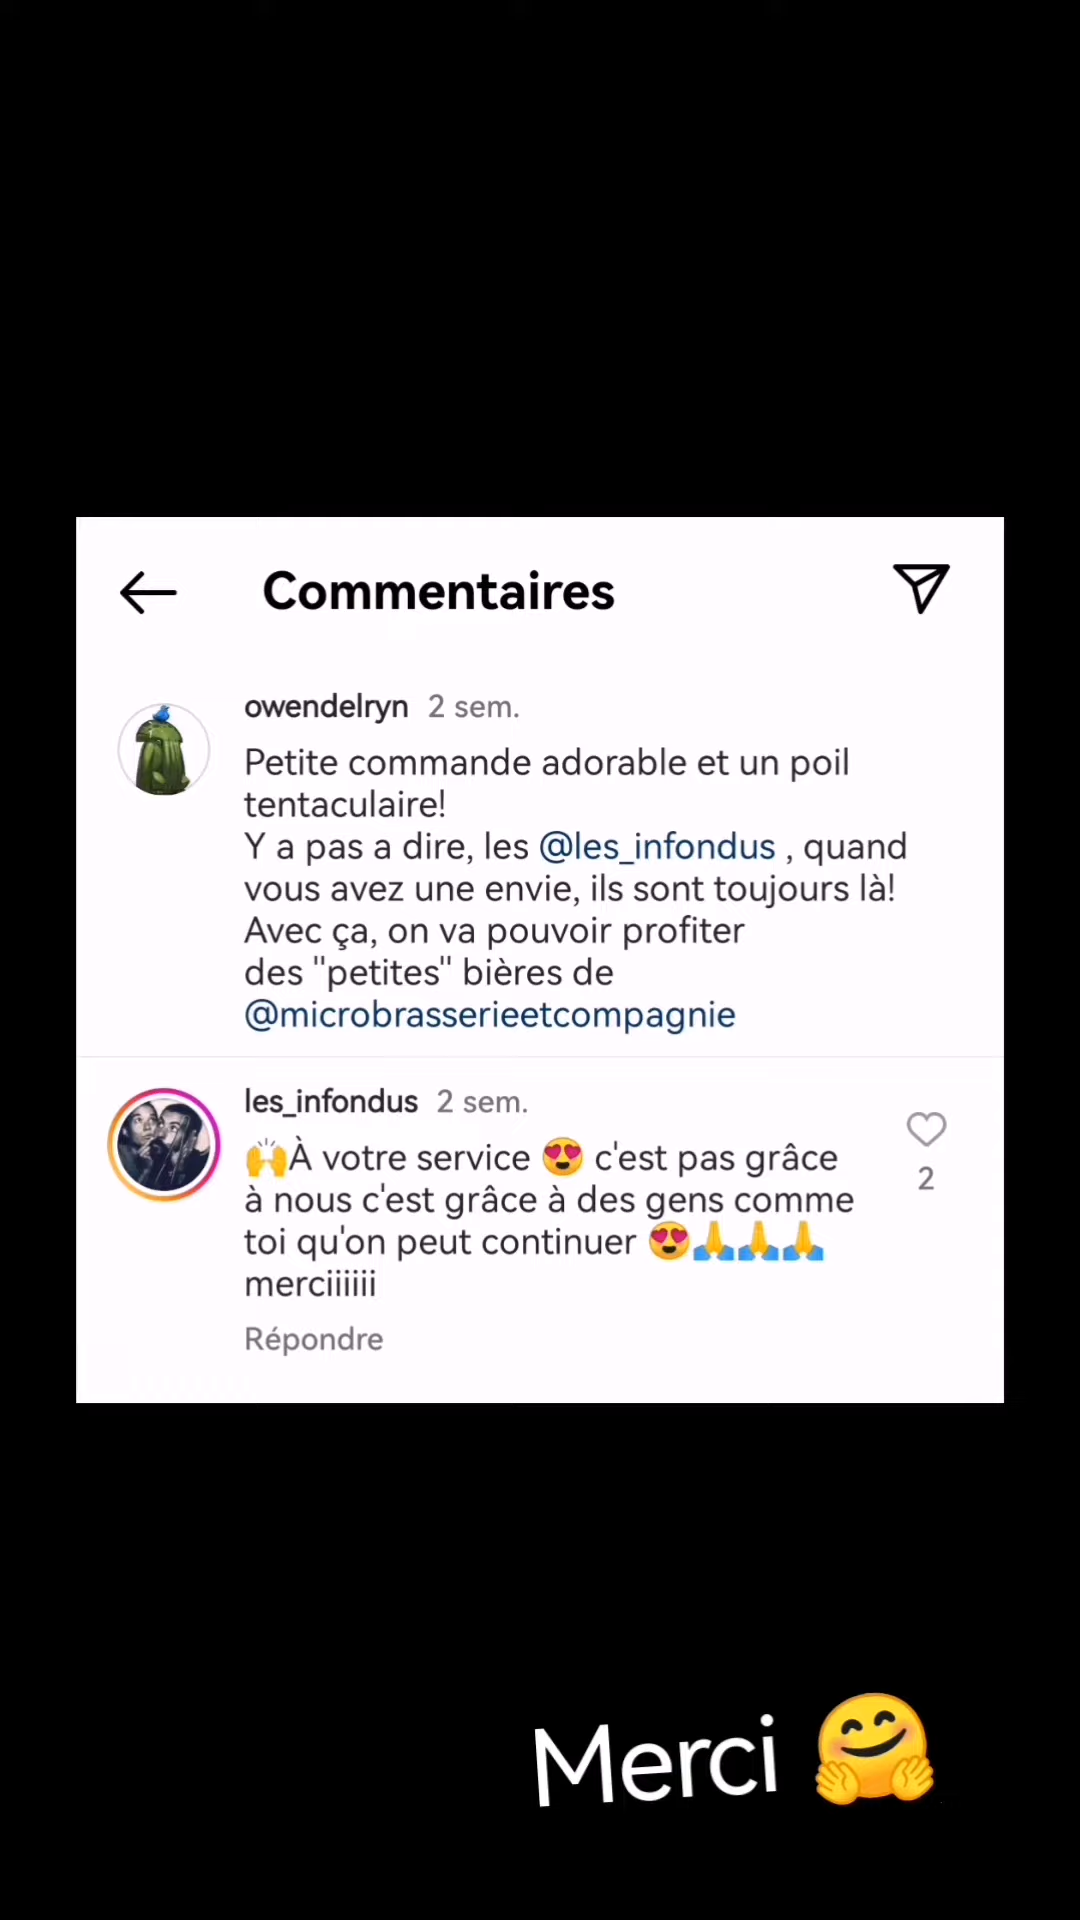 Commentaires
owendelryn 2 sem.
Petite commande adorable et un poil
tentaculaire!
Y a pas a dire, les @les_infondus , quand
vous avez une envie, ils sont toujours là!
Avec ça, on va pouvoir profiter
des "petites" bières de
@microbrasserieetcompagnie
les_infondus 2 sem.
🙌À votre service 😍 c'est pas grâce
à nous c'est grâce à des gens comme
toi qu'on peut continuer 😍🙏🙏🙏
merciiiiii
2
Répondre
Merci 🤗